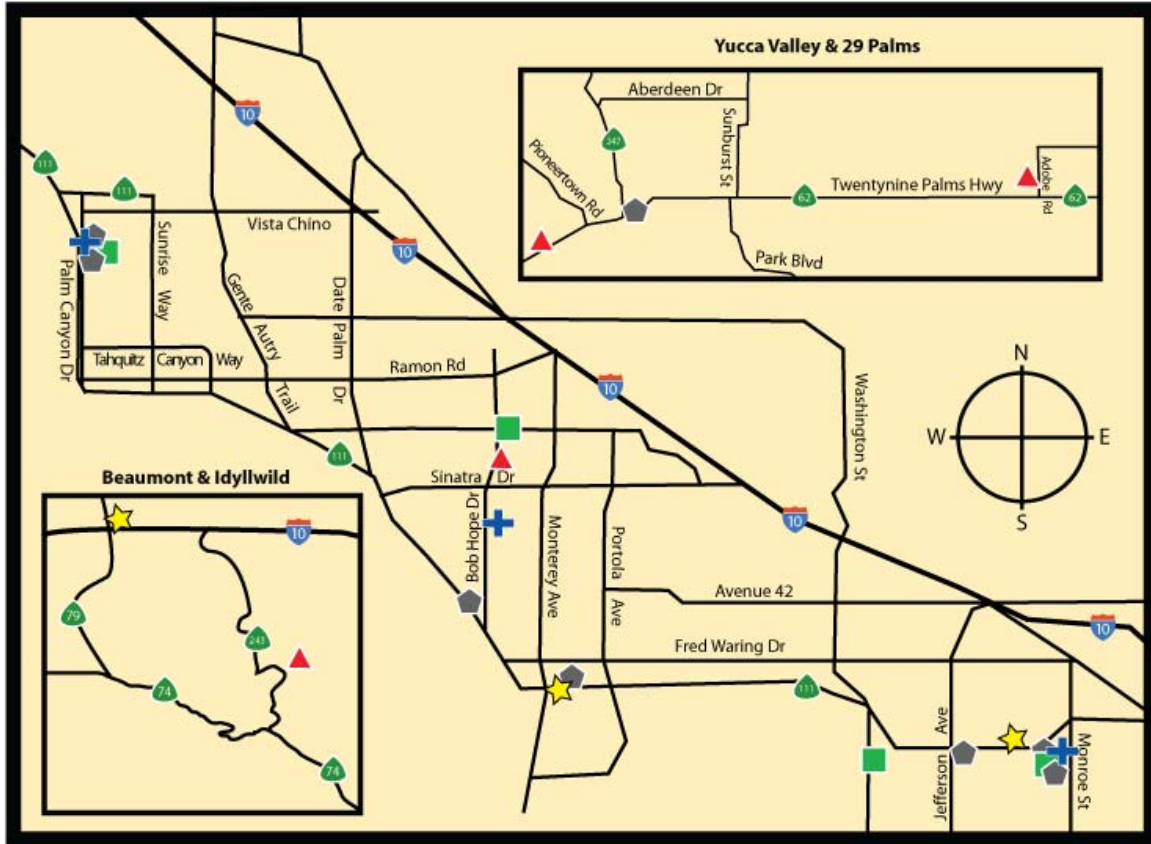 Yucca Valley & 29 Palms
Aberdeen Dr
Sunburst St
247
Pioneertown Rd
Twentynine Palms Hwy
62
Adobe Rd
62
Park Blvd
10
111
111
Vista Chino
10
Sunrise Way
Palm Canyon Dr
Gente Autry Trail
Date Palm Dr
Tahquitz Canyon Way
Ramon Rd
10
Washington St
N
W E
S
111
Sinatra Dr
Bob Hope Dr
Monterey Ave
Portola Ave
10
Avenue 42
10
Fred Waring Dr
111
Jefferson Ave
Monroe St
Beaumont & Idyllwild
10
79
243
74
74